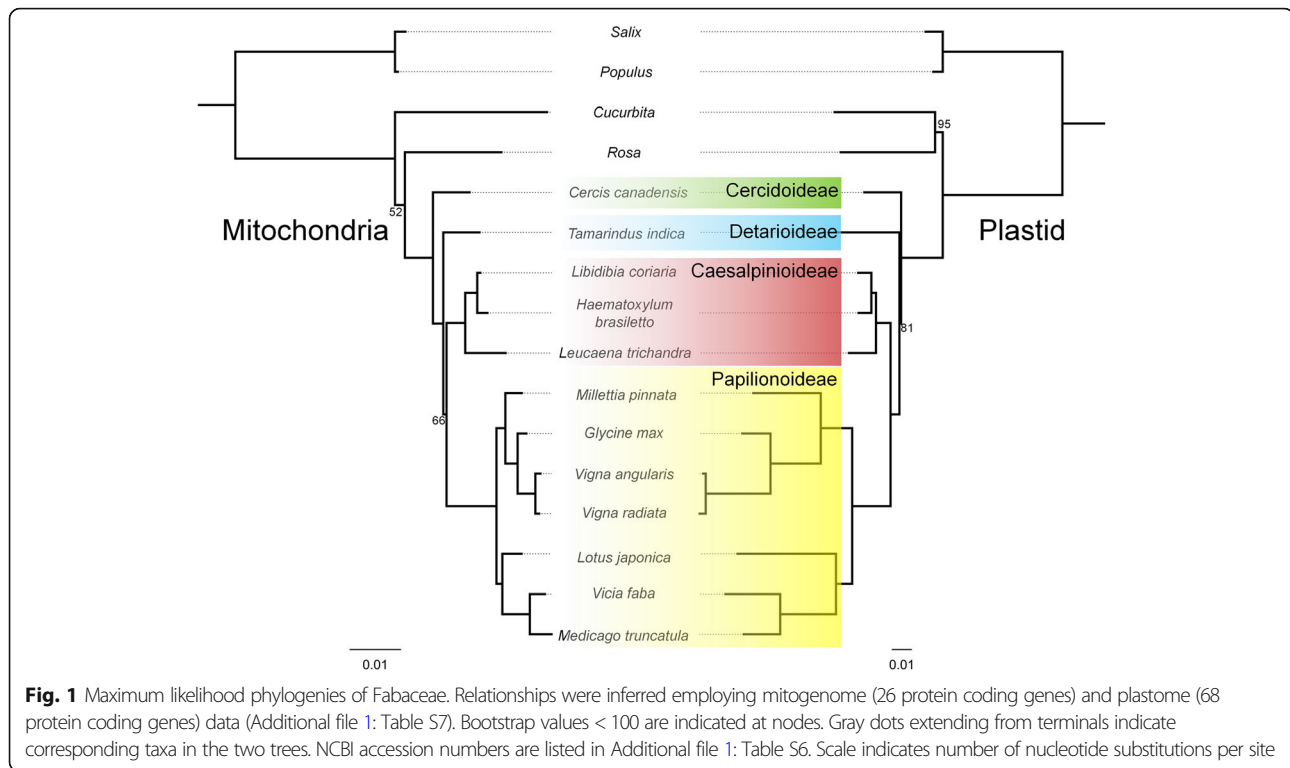 Salix
Populus
Cucurbita
95
Rosa
Cercis canadensis
Cercidoideae
52
Mitochondria
Tamarindus indica
Detarioideae
Plastid
Libidibia coriaria
Caesalpinioideae
Haematoxylum
brasiletto
81
Leucaena trichandra
Papilionoideae
Millettia pinnata
66
Glycine max
Vigna angularis
Vigna radiata
Lotus japonica
Vicia faba
Medicago truncatula
0.01
0.01
Fig. 1 Maximum likelihood phylogenies of Fabaceae. Relationships were inferred employing mitogenome (26 protein coding genes) and plastome (68
protein coding genes) data (Additional file 1: Table S7). Bootstrap values < 100 are indicated at nodes. Gray dots extending from terminals indicate
corresponding taxa in the two trees. NCBI accession numbers are listed in Additional file 1: Table S6. Scale indicates number of nucleotide substitutions per site